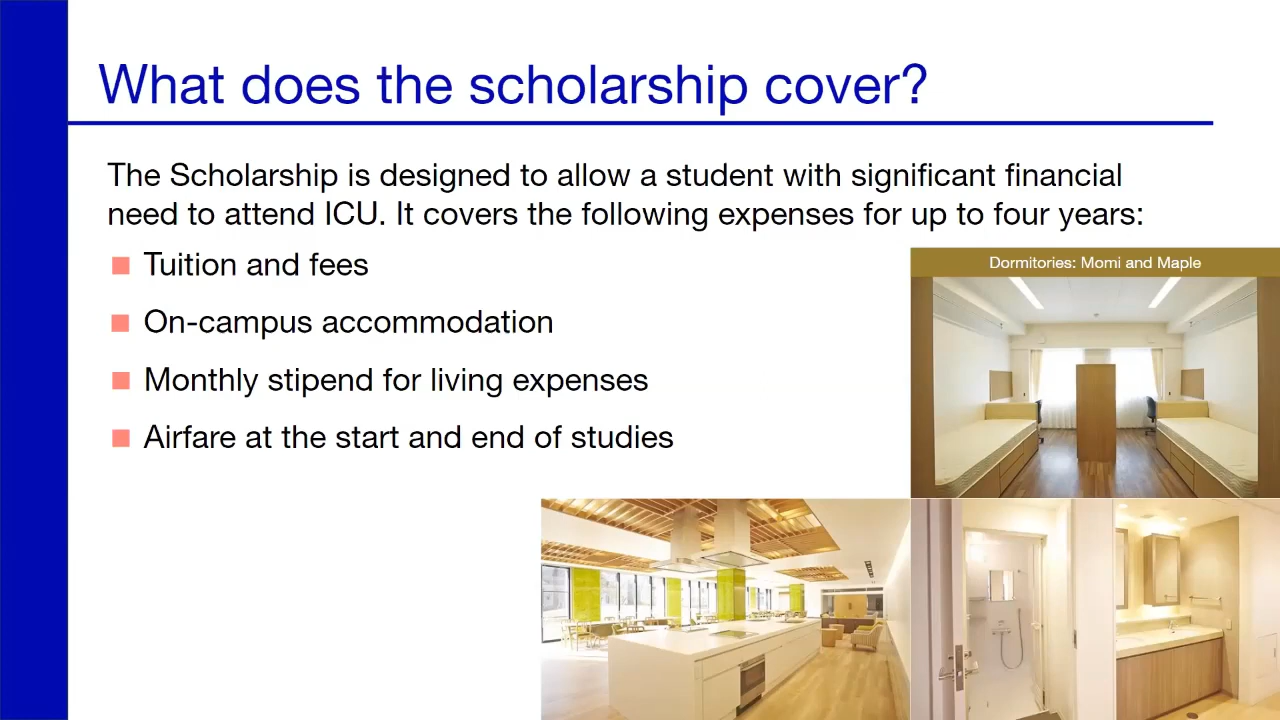 What does the scholarship cover?
The Scholarship is designed to allow a student with significant financial
need to attend ICU. It covers the following expenses for up to four years:
Tuition and fees
On-campus accommodation
Monthly stipend for living expenses
Airfare at the start and end of studies
Dormitories: Momi and Maple